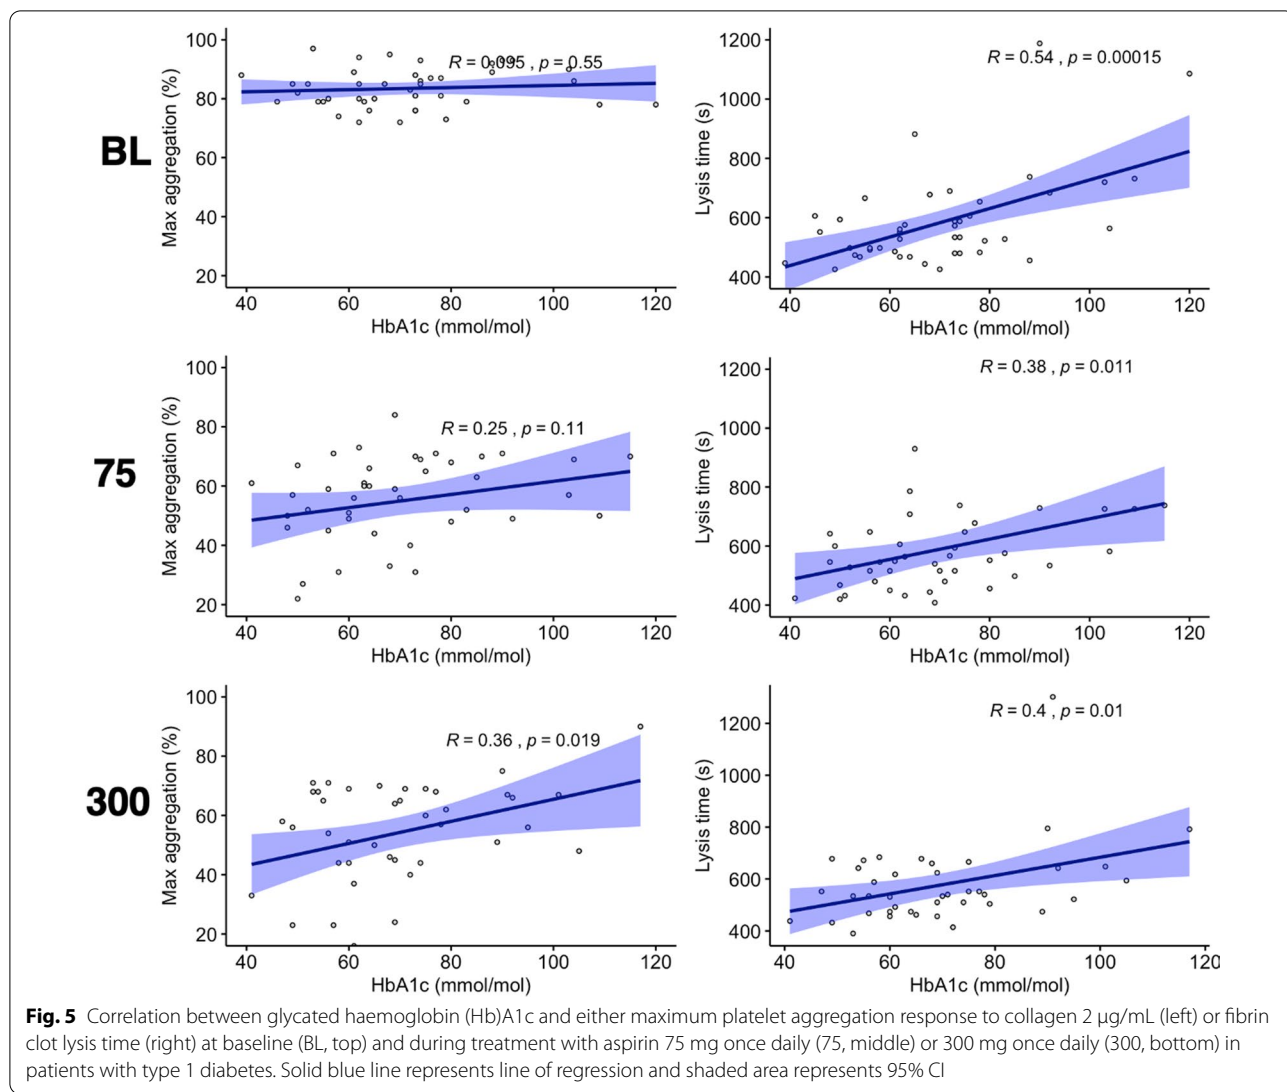 BL
Max aggregation (%)
100
80
60
40
20
R = 0.095 , p = 0.55
40 60 80 100 120
HbA1c (mmol/mol)
Lysis time (s)
1200
1000
800
600
400
R = 0.54 , p = 0.00015
40 60 80 100 120
HbA1c (mmol/mol)
75
Max aggregation (%)
100
80
60
40
20
R = 0.25 , p = 0.11
40 60 80 100 120
HbA1c (mmol/mol)
Lysis time (s)
1200
1000
800
600
400
R = 0.38 , p = 0.011
40 60 80 100 120
HbA1c (mmol/mol)
300
Max aggregation (%)
100
80
60
40
20
R = 0.36 , p = 0.019
40 60 80 100 120
HbA1c (mmol/mol)
Lysis time (s)
1200
1000
800
600
400
R = 0.4 , p = 0.01
40 60 80 100 120
HbA1c (mmol/mol)
Fig. 5 Correlation between glycated haemoglobin (Hb)A1c and either maximum platelet aggregation response to collagen 2 µg/mL (left) or fibrin
clot lysis time (right) at baseline (BL, top) and during treatment with aspirin 75 mg once daily (75, middle) or 300 mg once daily (300, bottom) in
patients with type 1 diabetes. Solid blue line represents line of regression and shaded area represents 95% CI